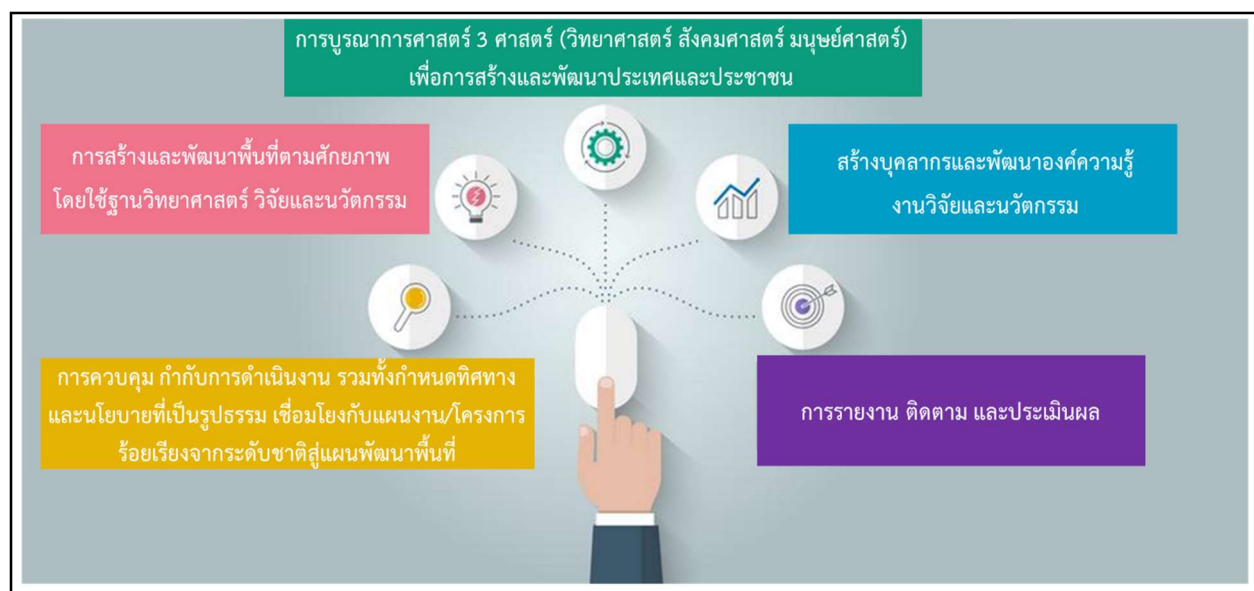 การบูรณาการศาสตร์ 3 ศาสตร์ (วิทยาศาสตร์ สังคมศาสตร์ มนุษย์ศาสตร์)
เพื่อการสร้างและพัฒนาประเทศและประชาชน
การสร้างและพัฒนาพื้นที่ตามศักยภาพ
โดยใช้ฐานวิทยาศาสตร์ วิจัยและนวัตกรรม
สร้างบุคลากรและพัฒนาองค์ความรู้
งานวิจัยและนวัตกรรม
การควบคุม กำกับการดำเนินงาน รวมทั้งกำหนดทิศทาง
และนโยบายที่เป็นรูปธรรม เชื่อมโยงกับแผนงาน/โครงการ
ร้อยเรียงจากระดับชาติสู่แผนพัฒนาพื้นที่
การรายงาน ติดตาม และประเมินผล